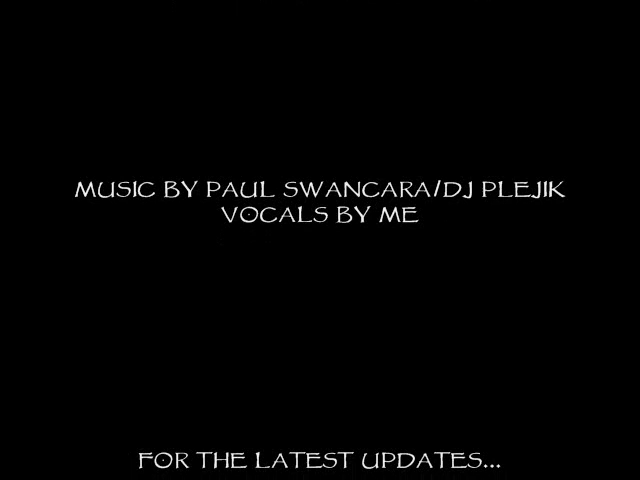 MUSIC BY PAUL SWANCARA/DJ PLEJIK
VOCALS BY ME
FOR THE LATEST UPDATES...